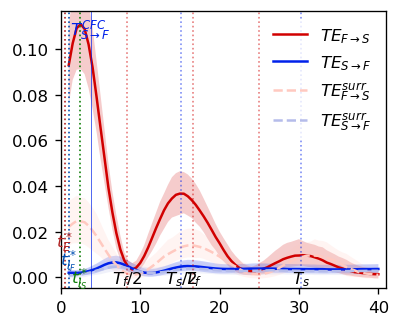 T^{CFC}_{S→F}
TE_{F→S}
TE_{S→F}
TE^{surr}_{F→S}
TE^{surr}_{S→F}
0.10
0.08
0.06
0.04
0.02
0.00
T_f/2
T_s/2
T_f
T_s
0
10
20
30
40